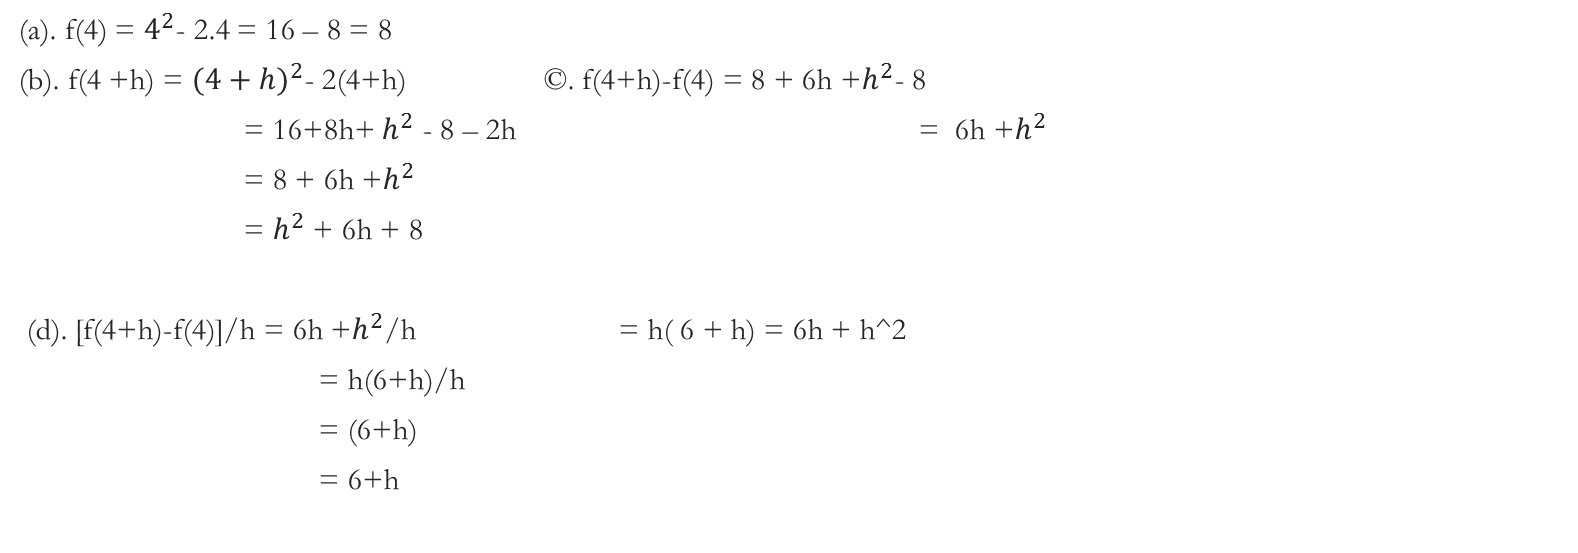 (a). f(4) = 4² - 2.4 = 16 – 8 = 8
(b). f(4 +h) = (4 + h)² - 2(4+h) ©. f(4+h)-f(4) = 8 + 6h +h² - 8
= 16+8h+ h² - 8 – 2h = 6h +h²
= 8 + 6h +h²
= h² + 6h + 8
(d). [f(4+h)-f(4)]/h = 6h +h²/h = h( 6 + h) = 6h + h^2
= h(6+h)/h
= (6+h)
= 6+h